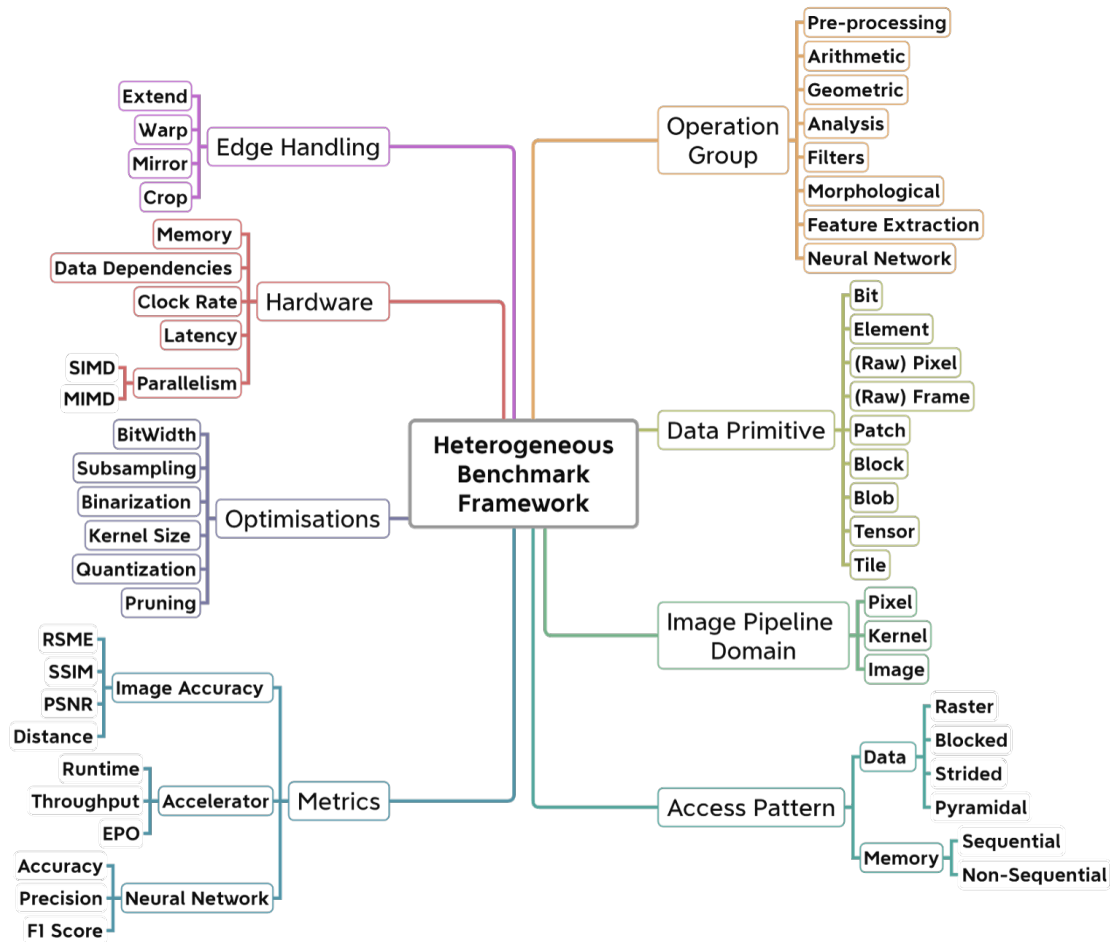 Heterogeneous
Benchmark
Framework
Edge Handling
Extend
Warp
Mirror
Crop
Hardware
Memory
Data Dependencies
Clock Rate
Latency
Parallelism
SIMD
MIMD
Optimisations
BitWidth
Subsampling
Binarization
Kernel Size
Quantization
Pruning
Metrics
Image Accuracy
RSME
SSIM
PSNR
Distance
Accelerator
Runtime
Throughput
EPO
Neural Network
Accuracy
Precision
F1 Score
Operation
Group
Pre-processing
Arithmetic
Geometric
Analysis
Filters
Morphological
Feature Extraction
Neural Network
Data Primitive
Bit
Element
(Raw) Pixel
(Raw) Frame
Patch
Block
Blob
Tensor
Tile
Image Pipeline
Domain
Pixel
Kernel
Image
Access Pattern
Data
Raster
Blocked
Strided
Pyramidal
Memory
Sequential
Non-Sequential